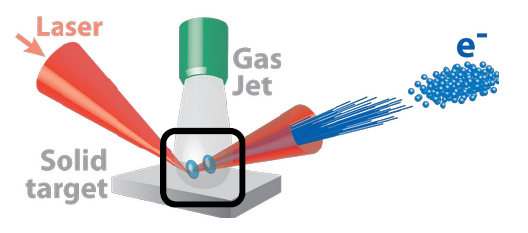 Laser
Gas
Jet
e-
Solid
target